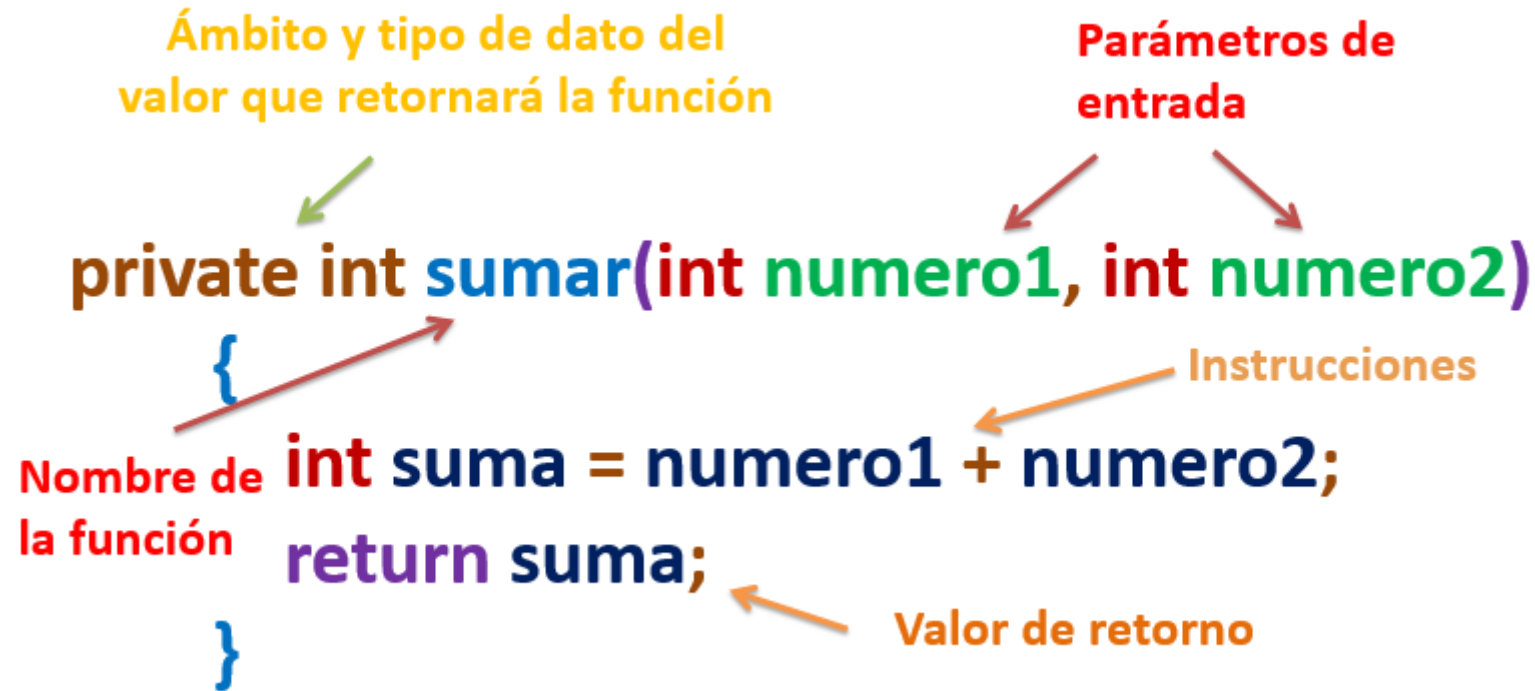 Ámbito y tipo de dato del
valor que retornará la función
Parámetros de
entrada
private int sumar(int numero1, int numero2)
{
Instrucciones
Nombre de
la función
int suma = numero1 + numero2;
return suma;
Valor de retorno
}